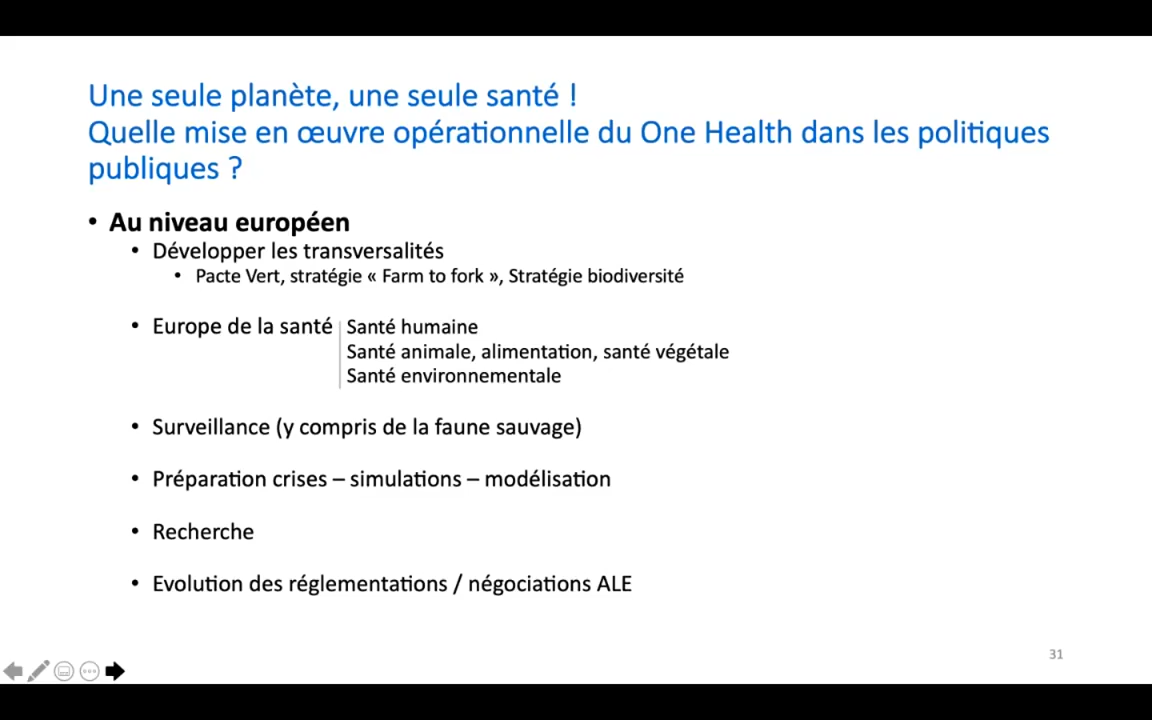 Une seule planète, une seule santé !
Quelle mise en œuvre opérationnelle du One Health dans les politiques
publiques ?
• Au niveau européen
• Développer les transversalités
• Pacte Vert, stratégie « Farm to fork », Stratégie biodiversité
• Europe de la santé
Santé humaine
Santé animale, alimentation, santé végétale
Santé environnementale
• Surveillance (y compris de la faune sauvage)
• Préparation crises – simulations – modélisation
• Recherche
• Evolution des réglementations / négociations ALE
31